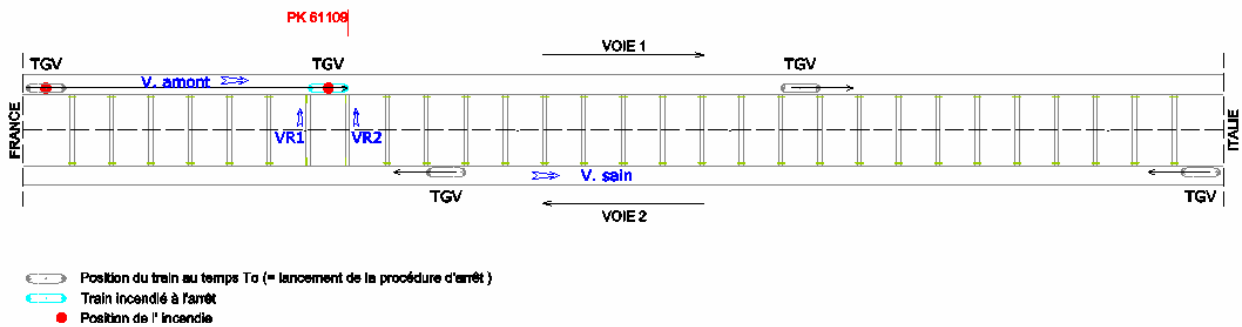 PK 61109
VOIE 1
TGV TGV TGV
V. amont
FRANCE
ITALIE
VR1 VR2
V. sain
TGV TGV
VOIE 2
Position du train au temps To (= lancement de la procédure d'arrêt )
Train incendié à l'arrêt
Position de l' incendie